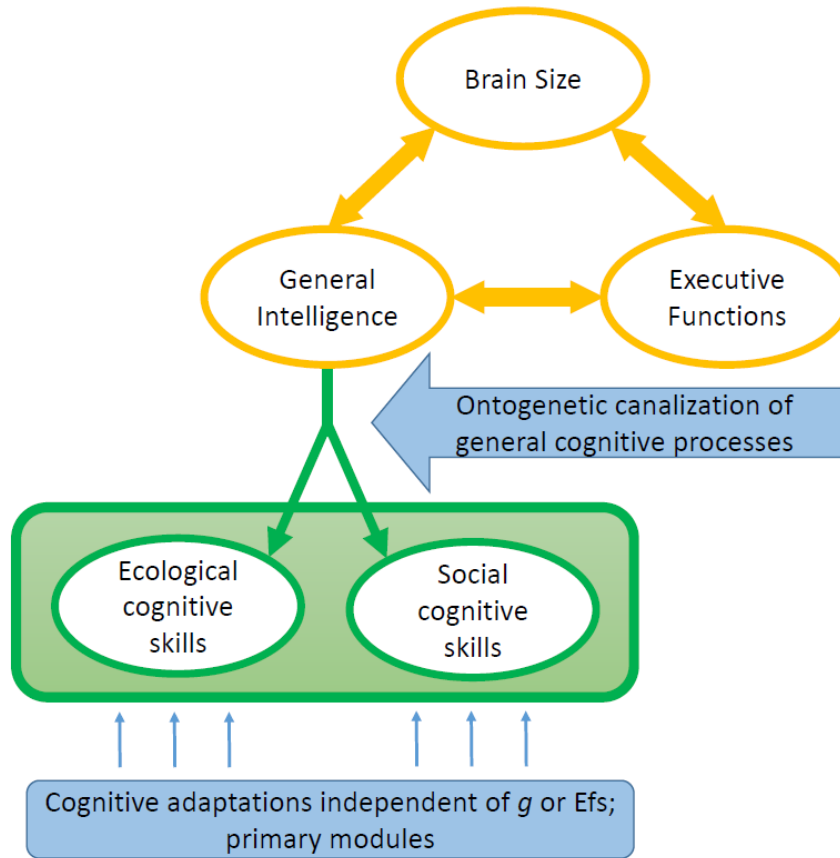 Brain Size
General
Intelligence
Executive
Functions
Ontogenetic canalization of
general cognitive processes
Ecological
cognitive
skills
Social
cognitive
skills
Cognitive adaptations independent of g or Efs;
primary modules